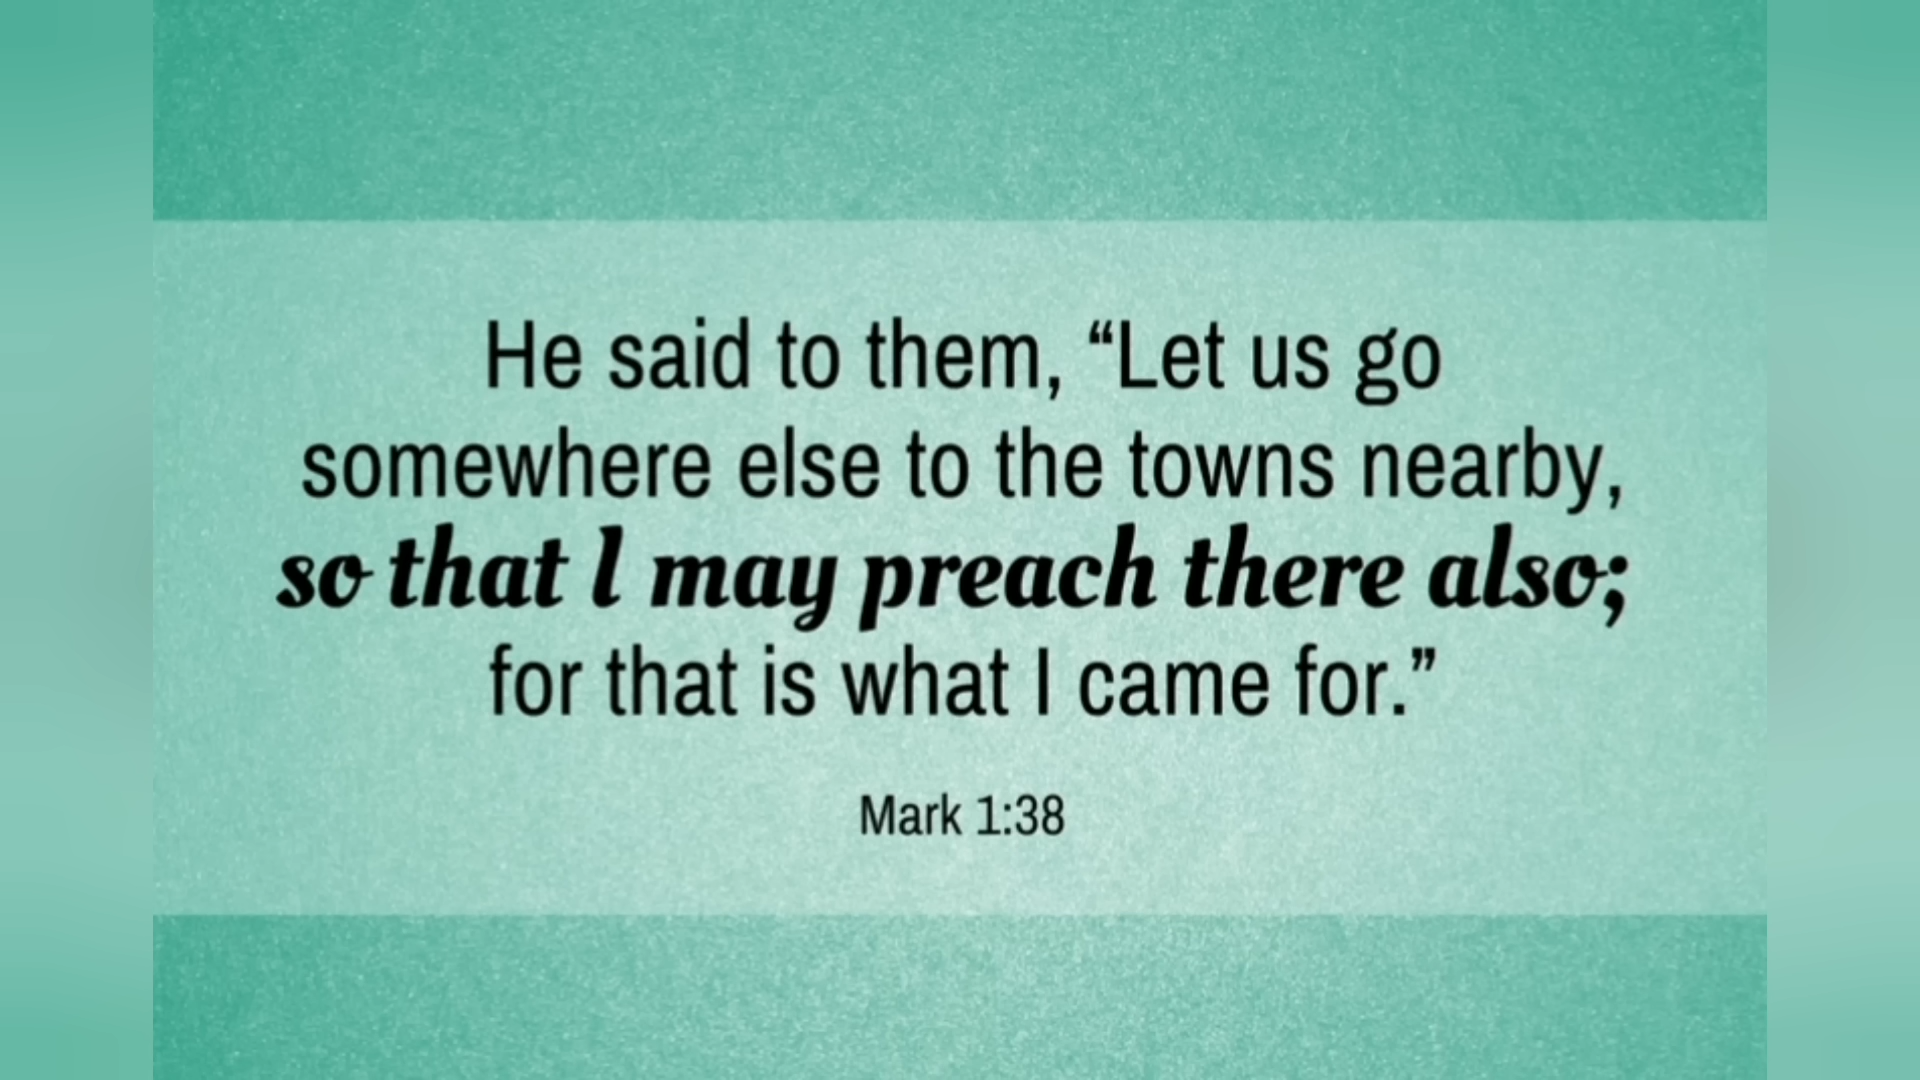 He said to them, “Let us go
somewhere else to the towns nearby,
so that I may preach there also;
for that is what I came for.”
Mark 1:38